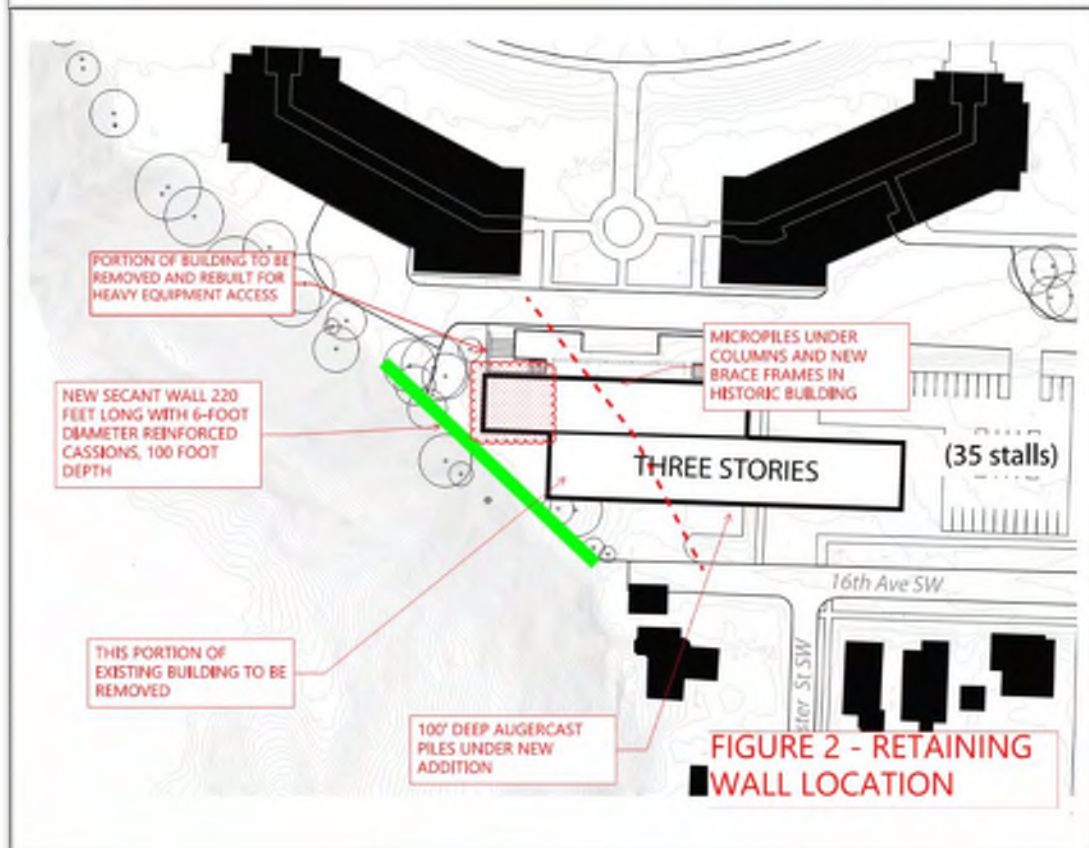 PORTION OF BUILDING TO BE
REMOVED AND REBUILT FOR
HEAVY EQUIPMENT ACCESS
MICROPILES UNDER
COLUMNS AND NEW
BRACE FRAMES IN
HISTORIC BUILDING
NEW SECANT WALL 220
FEET LONG WITH 6-FOOT
DIAMETER REINFORCED
CASSIONS, 100 FOOT
DEPTH
THREE STORIES
(35 stalls)
16th Ave SW
ster St SW
THIS PORTION OF
EXISTING BUILDING TO BE
REMOVED
100' DEEP AUGERCAST
PILES UNDER NEW
ADDITION
FIGURE 2 - RETAINING
WALL LOCATION